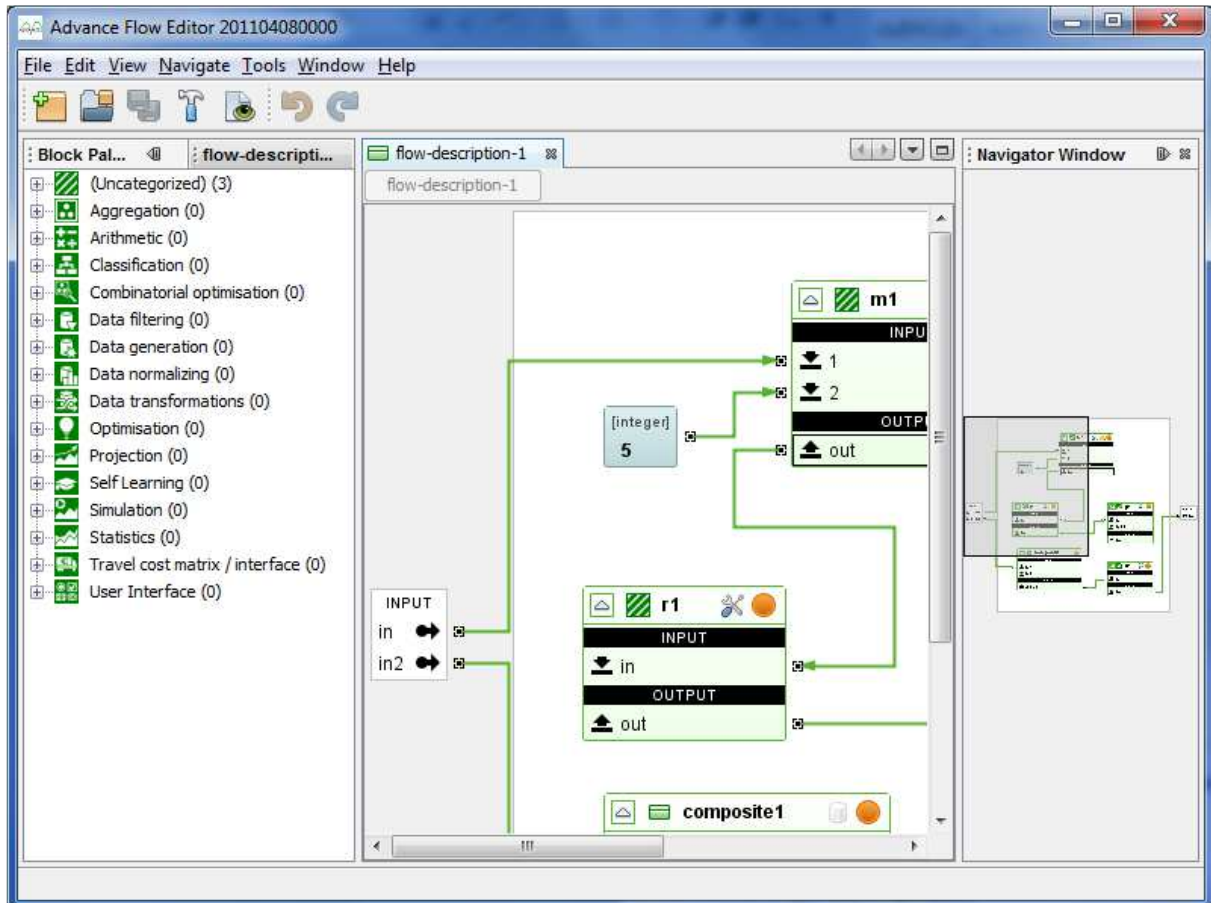 Advance Flow Editor 201104080000
File Edit View Navigate Tools Window Help
Block Pal...
flow-descripti...
(Uncategorized) (3)
Aggregation (0)
Arithmetic (0)
Classification (0)
Combinatorial optimisation (0)
Data filtering (0)
Data generation (0)
Data normalizing (0)
Data transformations (0)
Optimisation (0)
Projection (0)
Self Learning (0)
Simulation (0)
Statistics (0)
Travel cost matrix / interface (0)
User Interface (0)
flow-description-1
flow-description-1
m1
INPU
1
2
OUTPU
out
[integer]
5
INPUT
in
in2
r1
INPUT
in
OUTPUT
out
composite1
Navigator Window